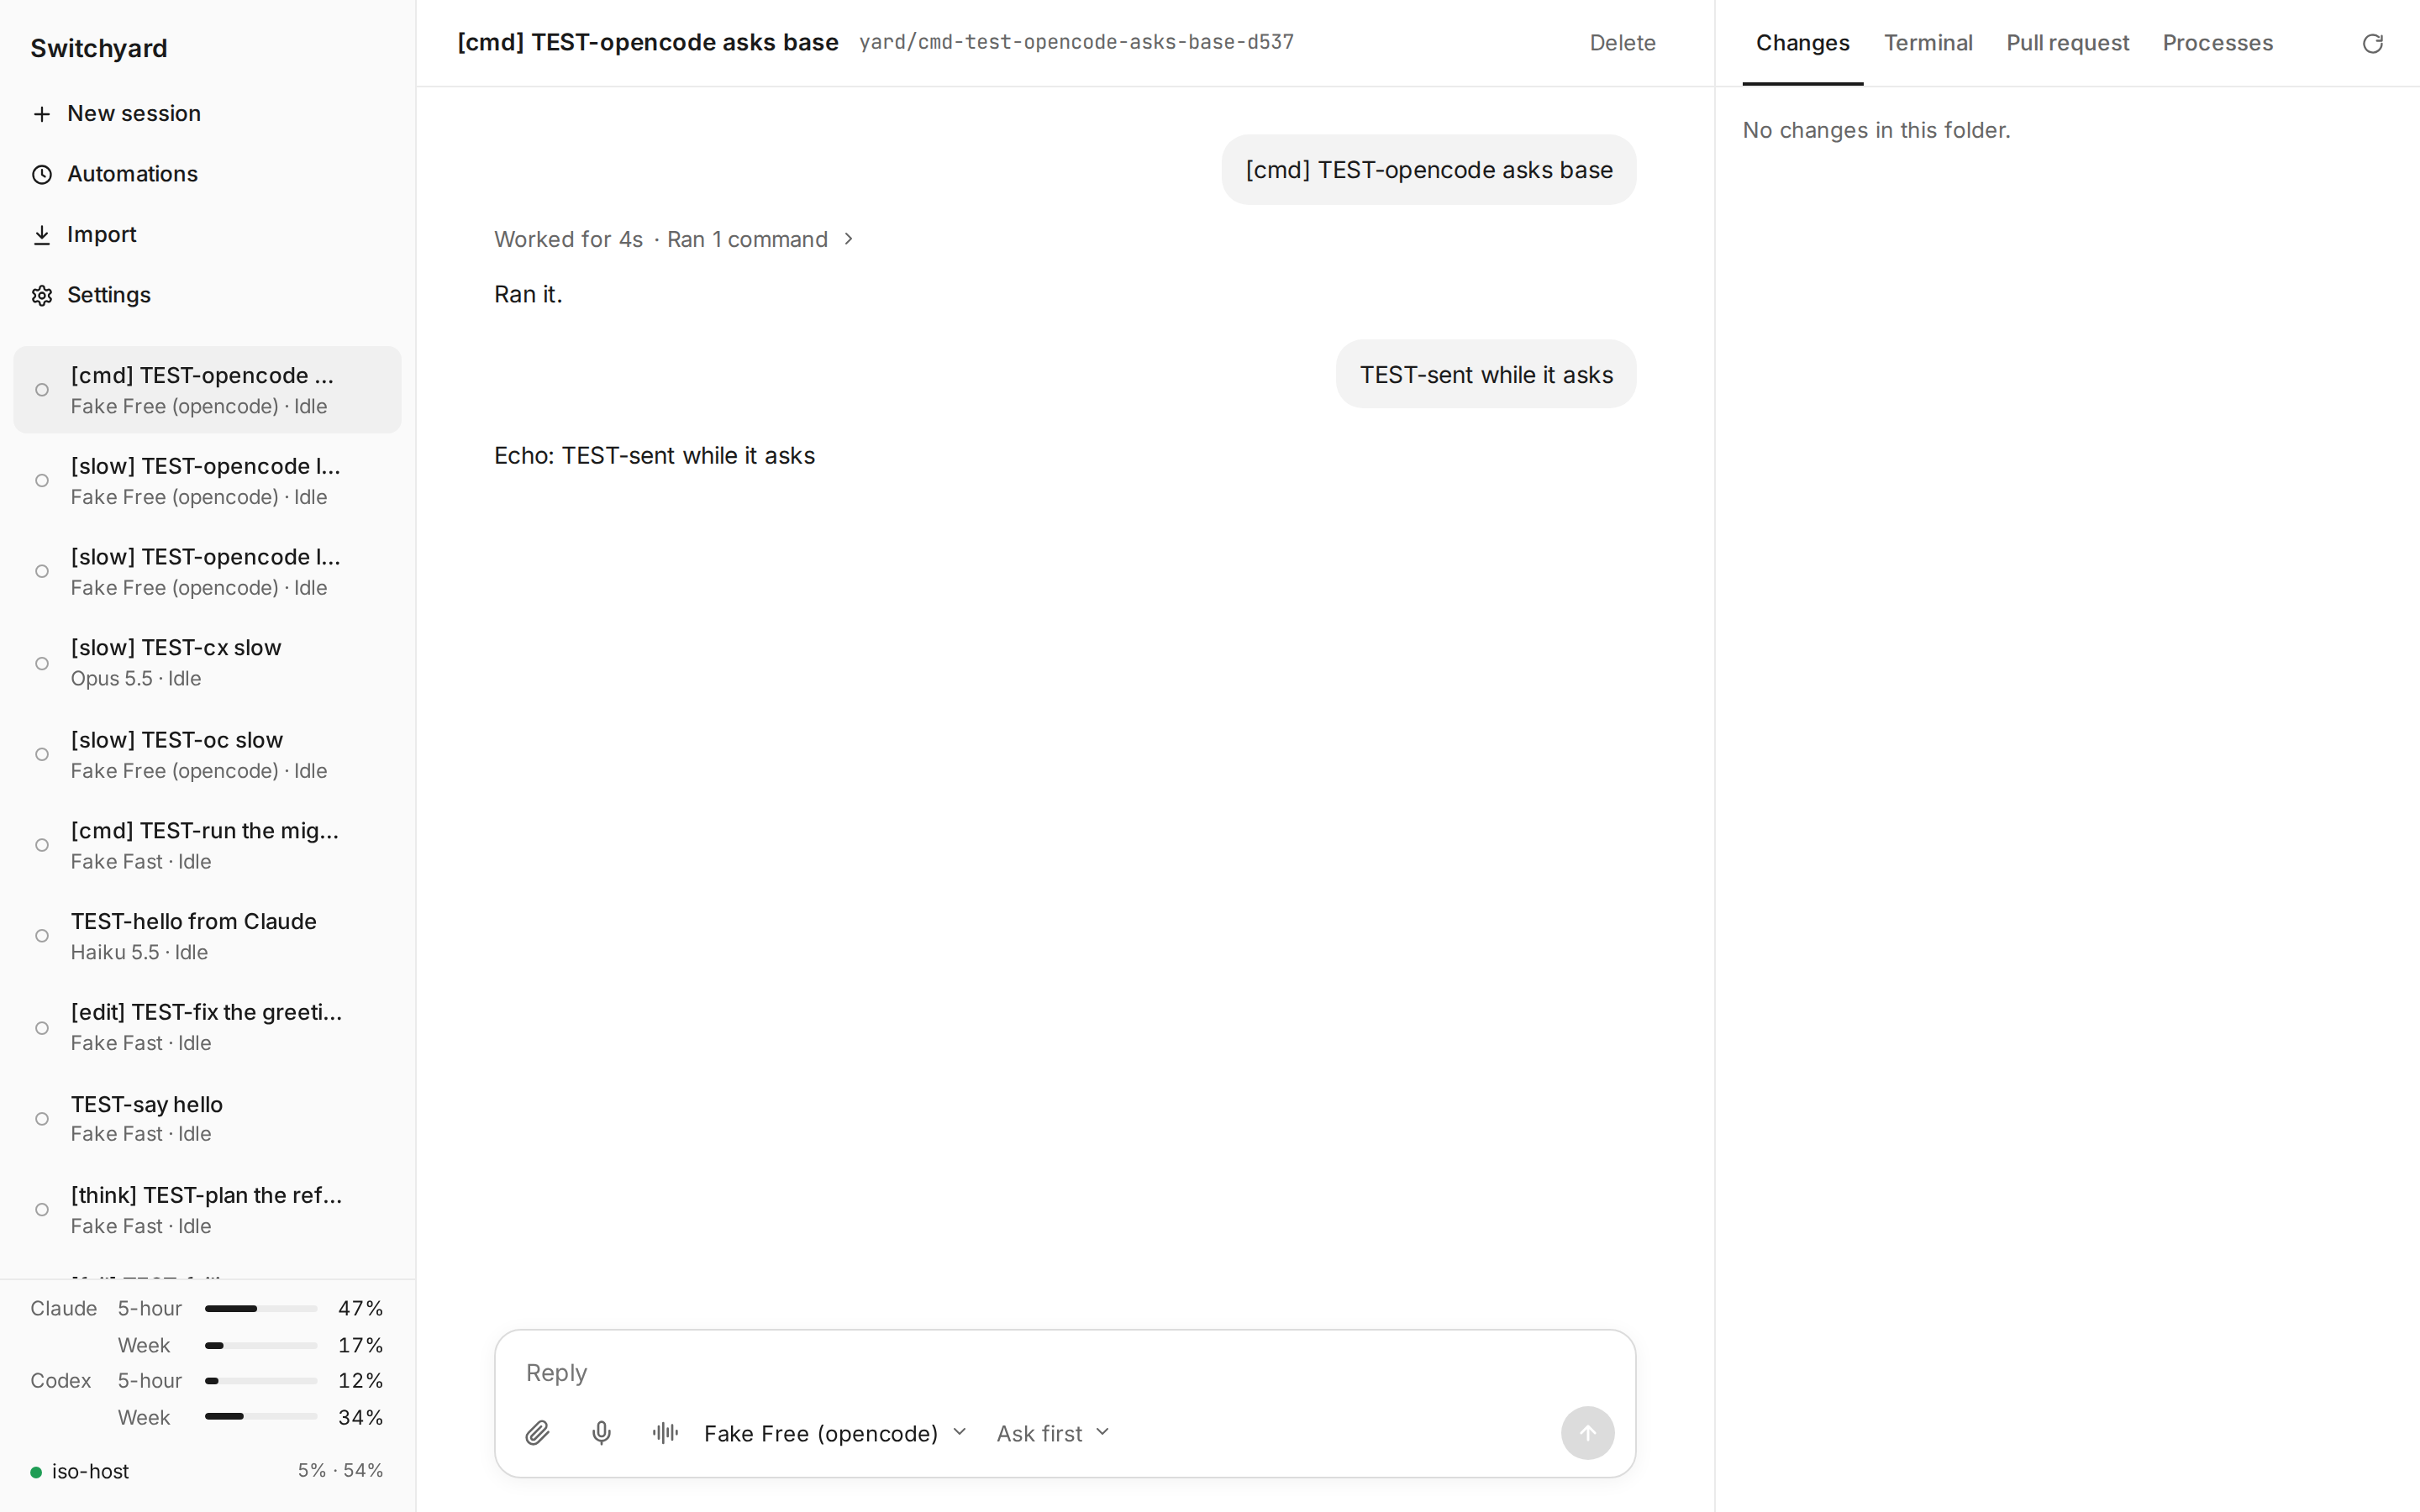 Switchyard
New session
Automations
Import
Settings
[cmd] TEST-opencode ...
Fake Free (opencode) · Idle
[slow] TEST-opencode l...
Fake Free (opencode) · Idle
[slow] TEST-opencode l...
Fake Free (opencode) · Idle
[slow] TEST-cx slow
Opus 5.5 · Idle
[slow] TEST-oc slow
Fake Free (opencode) · Idle
[cmd] TEST-run the mig...
Fake Fast · Idle
TEST-hello from Claude
Haiku 5.5 · Idle
[edit] TEST-fix the greeti...
Fake Fast · Idle
TEST-say hello
Fake Fast · Idle
[think] TEST-plan the ref...
Fake Fast · Idle
Claude 5-hour 47%
Week 17%
Codex 5-hour 12%
Week 34%
iso-host 5% · 54%
[cmd] TEST-opencode asks base yard/cmd-test-opencode-asks-base-d537 Delete
[cmd] TEST-opencode asks base
Worked for 4s · Ran 1 command
Ran it.
TEST-sent while it asks
Echo: TEST-sent while it asks
Reply
Fake Free (opencode) Ask first
Changes Terminal Pull request Processes
No changes in this folder.